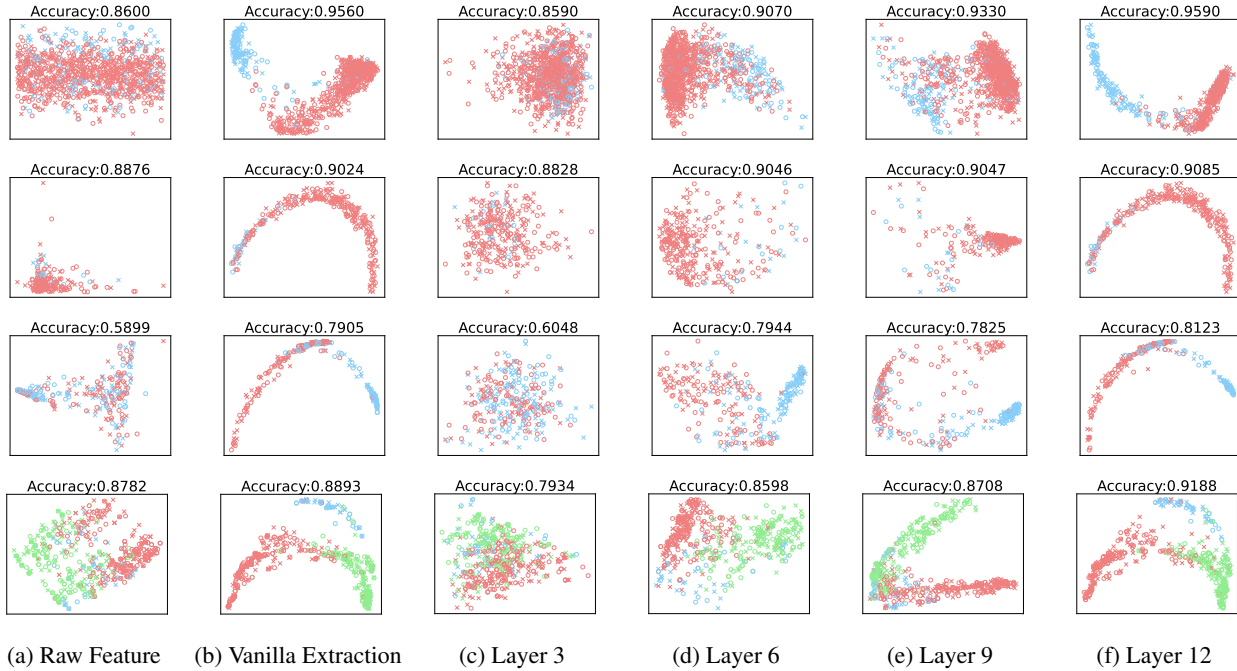 Accuracy:0.8600 Accuracy:0.9560 Accuracy:0.8590 Accuracy:0.9070 Accuracy:0.9330 Accuracy:0.9590
Accuracy:0.8876 Accuracy:0.9024 Accuracy:0.8828 Accuracy:0.9046 Accuracy:0.9047 Accuracy:0.9085
Accuracy:0.5899 Accuracy:0.7905 Accuracy:0.6048 Accuracy:0.7944 Accuracy:0.7825 Accuracy:0.8123
Accuracy:0.8782 Accuracy:0.8893 Accuracy:0.7934 Accuracy:0.8598 Accuracy:0.8708 Accuracy:0.9188
(a) Raw Feature (b) Vanilla Extraction (c) Layer 3 (d) Layer 6 (e) Layer 9 (f) Layer 12